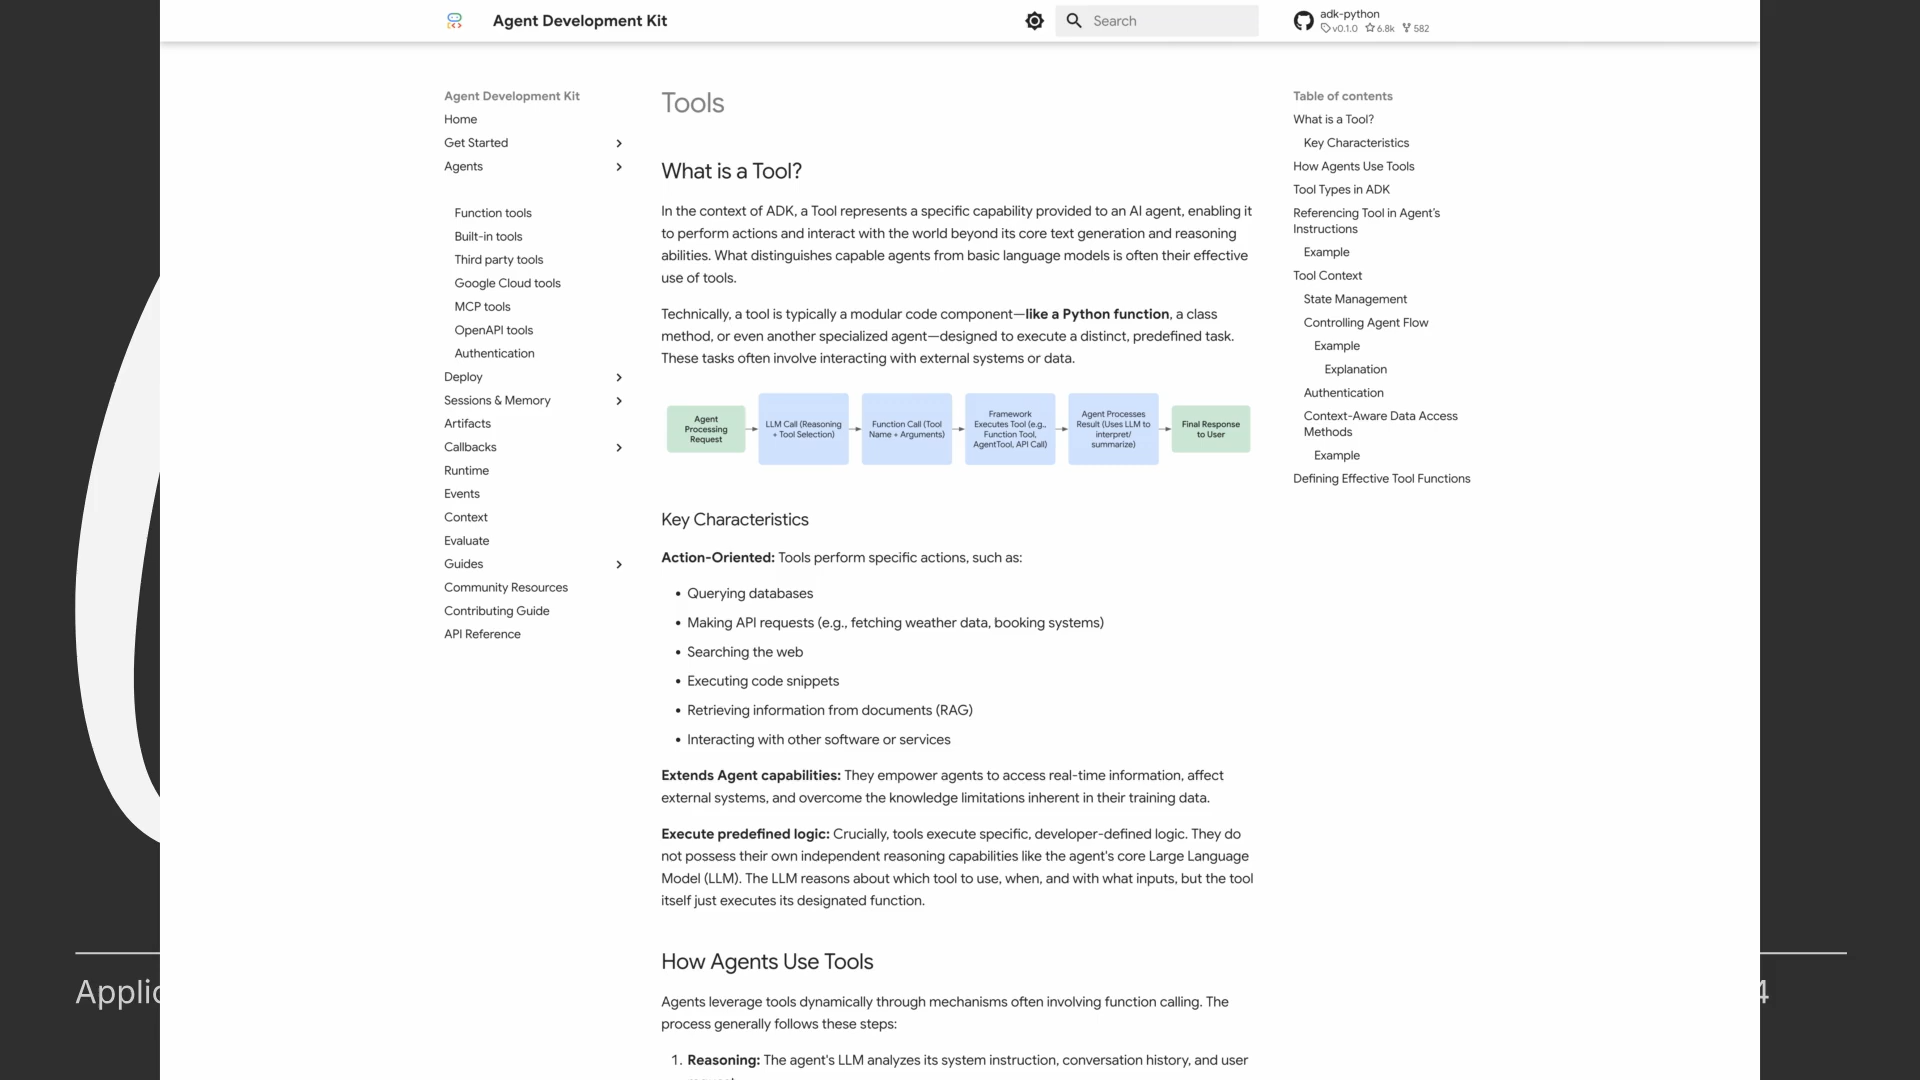 Agent Development Kit
Search
adk-python
v0.1.0 6.8k 582
Agent Development Kit
Home
Get Started
Agents
Function tools
Built-in tools
Third party tools
Google Cloud tools
MCP tools
OpenAPI tools
Authentication
Deploy
Sessions & Memory
Artifacts
Callbacks
Runtime
Events
Context
Evaluate
Guides
Community Resources
Contributing Guide
API Reference
Tools
What is a Tool?
In the context of ADK, a Tool represents a specific capability provided to an AI agent, enabling it
to perform actions and interact with the world beyond its core text generation and reasoning
abilities. What distinguishes capable agents from basic language models is often their effective
use of tools.
Technically, a tool is typically a modular code component—like a Python function, a class
method, or even another specialized agent—designed to execute a distinct, predefined task.
These tasks often involve interacting with external systems or data.
Agent
Processing
Request
LLM Call (Reasoning
+ Tool Selection)
Function Call (Tool
Name + Arguments)
Framework
Executes Tool (e.g.,
Function Tool,
AgentTool, API Call)
Agent Processes
Result (Uses LLM to
interpret/
summarize)
Final Response
to User
Key Characteristics
Action-Oriented: Tools perform specific actions, such as:
• Querying databases
• Making API requests (e.g., fetching weather data, booking systems)
• Searching the web
• Executing code snippets
• Retrieving information from documents (RAG)
• Interacting with other software or services
Extends Agent capabilities: They empower agents to access real-time information, affect
external systems, and overcome the knowledge limitations inherent in their training data.
Execute predefined logic: Crucially, tools execute specific, developer-defined logic. They do
not possess their own independent reasoning capabilities like the agent's core Large Language
Model (LLM). The LLM reasons about which tool to use, when, and with what inputs, but the tool
itself just executes its designated function.
How Agents Use Tools
Agents leverage tools dynamically through mechanisms often involving function calling. The
process generally follows these steps:
1. Reasoning: The agent's LLM analyzes its system instruction, conversation history, and user
Table of contents
What is a Tool?
Key Characteristics
How Agents Use Tools
Tool Types in ADK
Referencing Tool in Agent's
Instructions
Example
Tool Context
State Management
Controlling Agent Flow
Example
Explanation
Authentication
Context-Aware Data Access
Methods
Example
Defining Effective Tool Functions